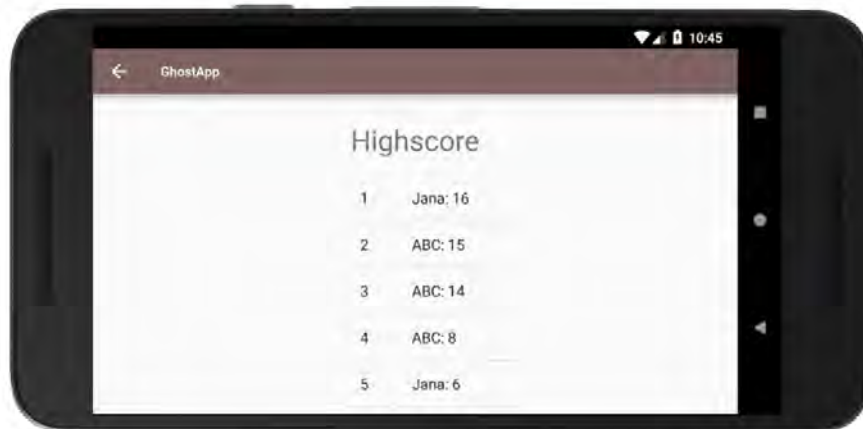 10:45
GhostApp
Highscore
1 Jana: 16
2 ABC: 15
3 ABC: 14
4 ABC: 8
5 Jana: 6